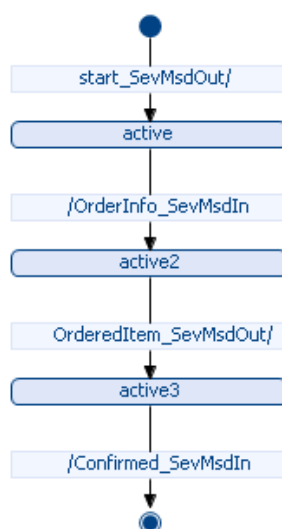 start_SevMsdOut/
active
/OrderInfo_SevMsdIn
active2
OrderedItem_SevMsdOut/
active3
/Confirmed_SevMsdIn